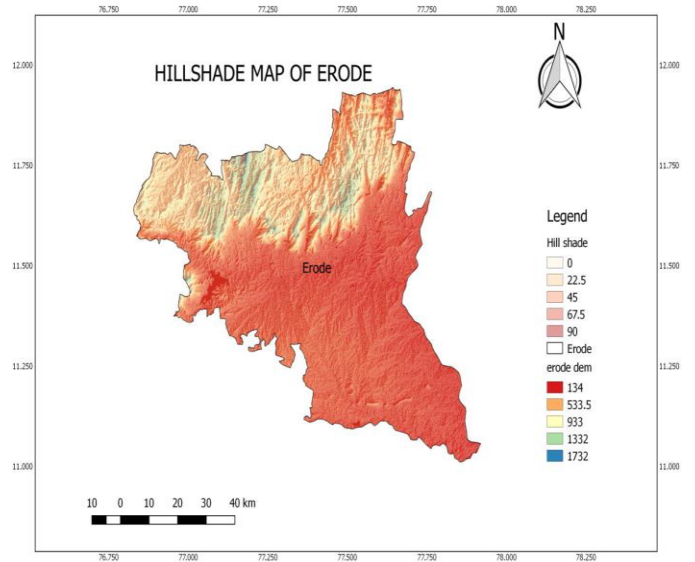 76.750 77.000 77.250 77.500 77.750 78.000 78.250
N
12.000 12.000
HILLSHADE MAP OF ERODE
11.750 11.750
Legend
Hill shade
0
11.500 Erode 11.500
22.5
45
67.5
90
Erode
11.250 11.250
erode dem
134
533.5
933
1332
1732
11.000 11.000
10 0 10 20 30 40 km
76.750 77.000 77.250 77.500 77.750 78.000 78.250